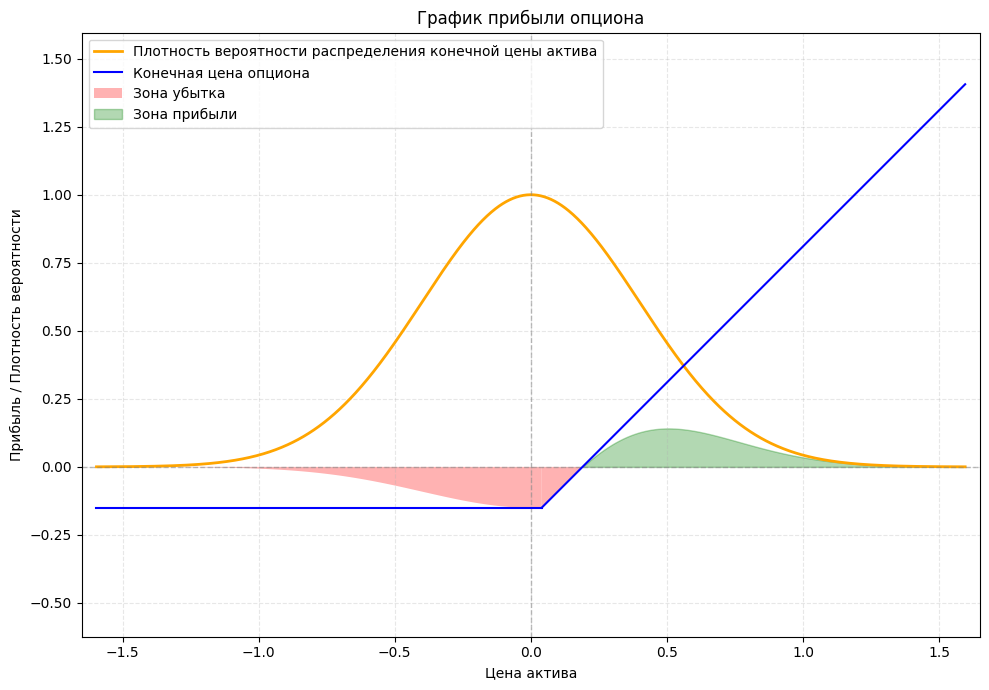 График прибыли опциона
Плотность вероятности распределения конечной цены актива
Конечная цена опциона
Зона убытка
Зона прибыли
Прибыль / Плотность вероятности
1.50
1.25
1.00
0.75
0.50
0.25
0.00
−0.25
−0.50
−1.5
−1.0
−0.5
0.0
0.5
1.0
1.5
Цена актива